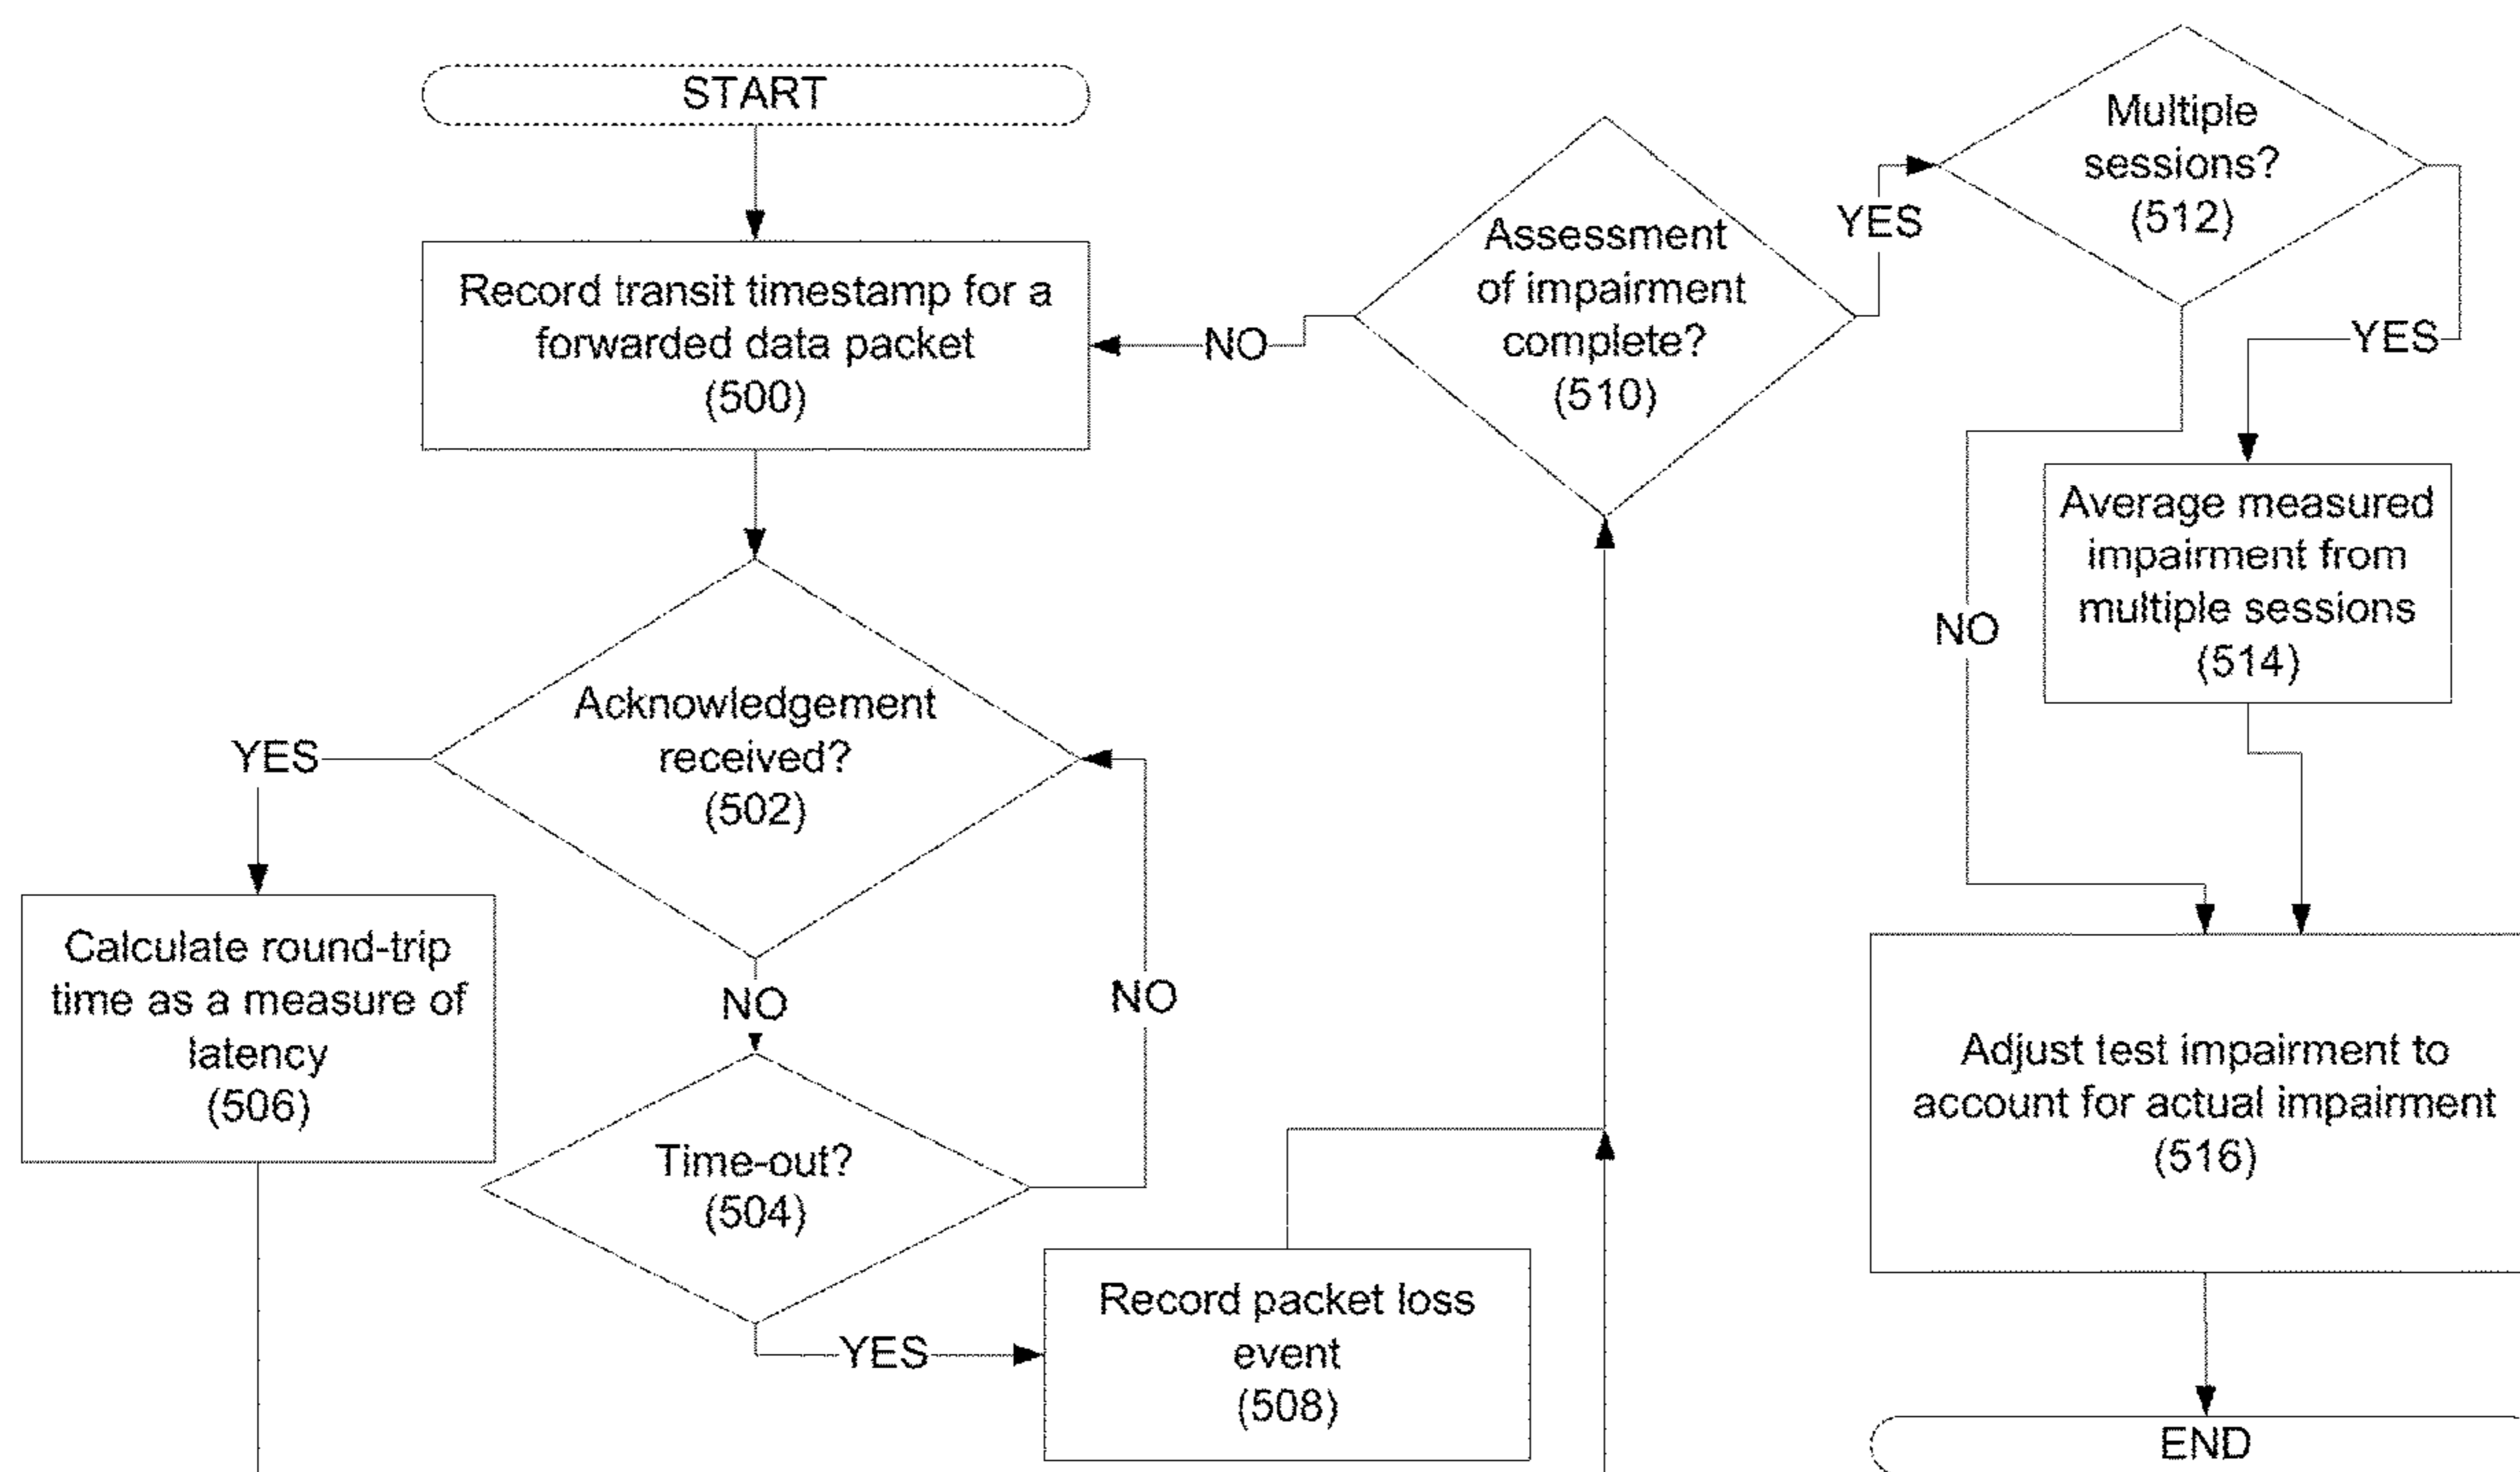 START
Record transit timestamp for a
forwarded data packet
(500)
Acknowledgement
received?
(502)
YES
NO
Calculate round-trip
time as a measure of
latency
(506)
Time-out?
(504)
NO
YES
Record packet loss
event
(508)
Assessment
of impairment
complete?
(510)
NO
YES
Multiple
sessions?
(512)
YES
NO
Average measured
impairment from
multiple sessions
(514)
Adjust test impairment to
account for actual impairment
(516)
END